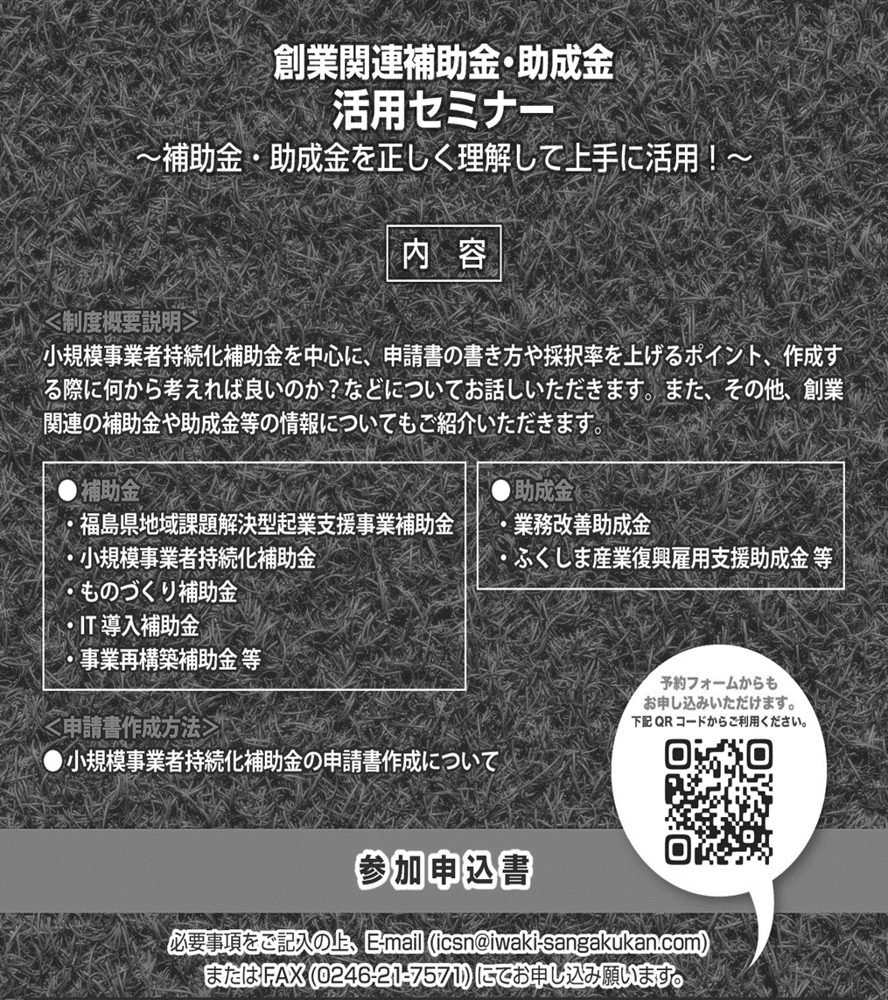 創業関連補助金・助成金
活用セミナー
～補助金・助成金を正しく理解して上手に活用！～
内　容
＜制度概要説明＞
小規模事業者持続化補助金を中心に、申請書の書き方や採択率を上げるポイント、作成す
る際に何から考えれば良いのか？などについてお話しいただきます。また、その他、創業
関連の補助金や助成金等の情報についてもご紹介いただきます。
●補助金
・福島県地域課題解決型起業支援事業補助金
・小規模事業者持続化補助金
・ものづくり補助金
・IT 導入補助金
・事業再構築補助金 等
●助成金
・業務改善助成金
・ふくしま産業復興雇用支援助成金 等
＜申請書作成方法＞
●小規模事業者持続化補助金の申請書作成について
予約フォームからも
お申し込みいただけます。
下記 QR コードからご利用ください。
参加申込書
必要事項をご記入の上、E-mail (icsn@iwaki-sangakukan.com)
または FAX (0246-21-7571) にてお申し込み願います。